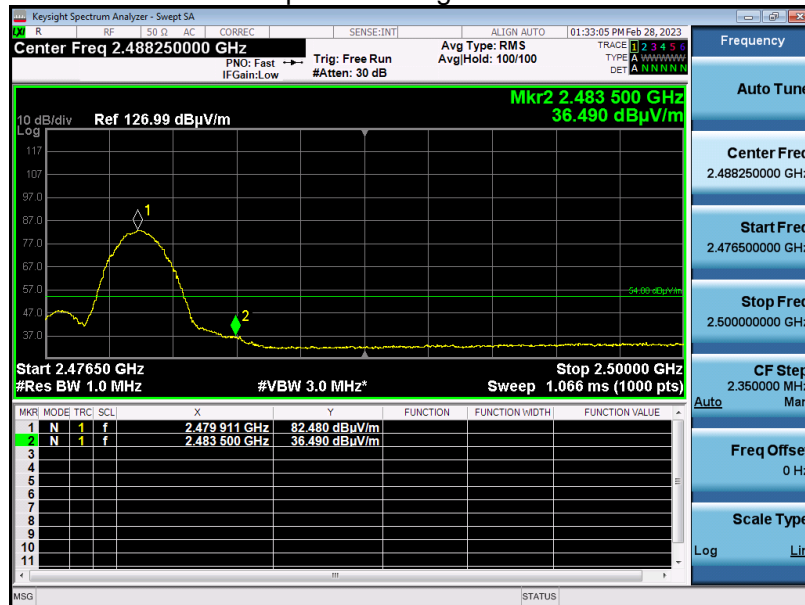 Keysight Spectrum Analyzer - Swept SA
LXI R RF 50 Ω AC CORREC SENSE:INT ALIGN AUTO 01:33:05 PM Feb 28, 2023
Center Freq 2.488250000 GHz
PNO: Fast
IFGain:Low
Trig: Free Run
#Atten: 30 dB
Avg Type: RMS
Avg|Hold: 100/100
TRACE 1 2 3 4 5 6
TYPE A WWWWW
DET A N N N N N
Mkr2 2.483 500 GHz
36.490 dBµV/m
10 dB/div Ref 126.99 dBµV/m
Log
117
107
97.0
87.0
77.0
67.0
57.0
47.0
37.0
1
2
54.00 dBµV/m
Start 2.47650 GHz Stop 2.50000 GHz
#Res BW 1.0 MHz #VBW 3.0 MHz* Sweep 1.066 ms (1000 pts)
MKR MODE TRC SCL X Y FUNCTION FUNCTION WIDTH FUNCTION VALUE
1 N 1 f 2.479 911 GHz 82.480 dBµV/m
2 N 1 f 2.483 500 GHz 36.490 dBµV/m
3
4
5
6
7
8
9
10
11
MSG STATUS
Frequency
Auto Tune
Center Freq
2.488250000 GHz
Start Freq
2.476500000 GHz
Stop Freq
2.500000000 GHz
CF Step
2.350000 MHz
Auto Man
Freq Offset
0 Hz
Scale Type
Log Lin